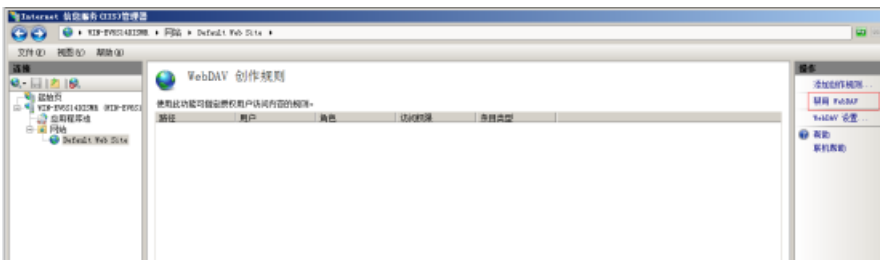 Internet 信息服务(IIS)管理器
网站 ▸ Default Web Site ▸
文件(F) 视图(V) 帮助(H)
连接
起始页
应用程序池
网站
Default Web Site
WebDAV 创作规则
使用此功能可指定授权用户访问内容的规则。
路径 用户 角色 访问权限 条目类型
操作
添加创作规则...
禁用 WebDAV
WebDAV 设置...
帮助
联机帮助